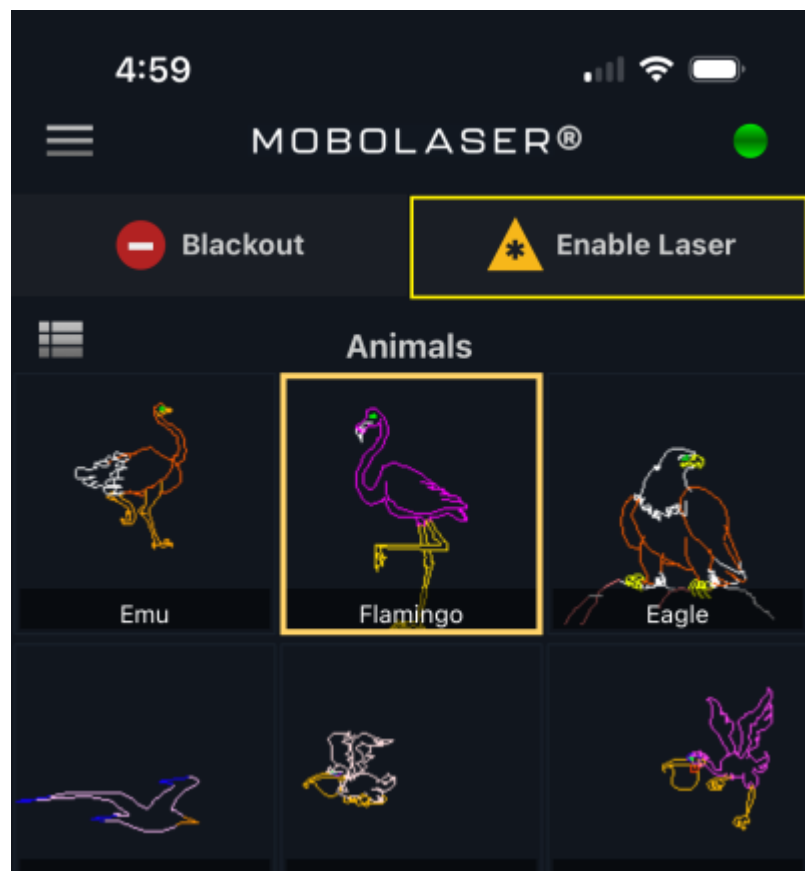 4:59
MOBOLASER®
Blackout
Enable Laser
Animals
Emu
Flamingo
Eagle